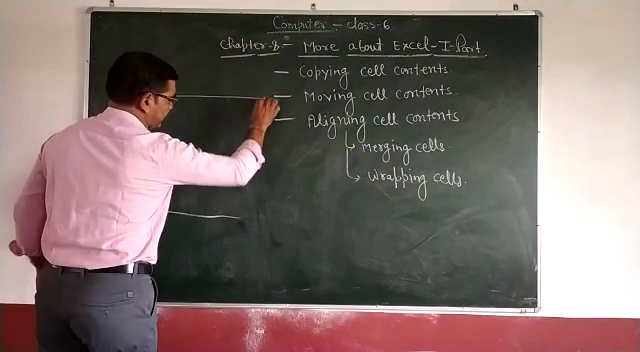 Computer - class-6
Chapter-8:- More about Excel-I-Part
— Copying cell contents
— Moving cell contents.
— Aligning cell contents
↳ Merging cells.
↳ wrapping cells.